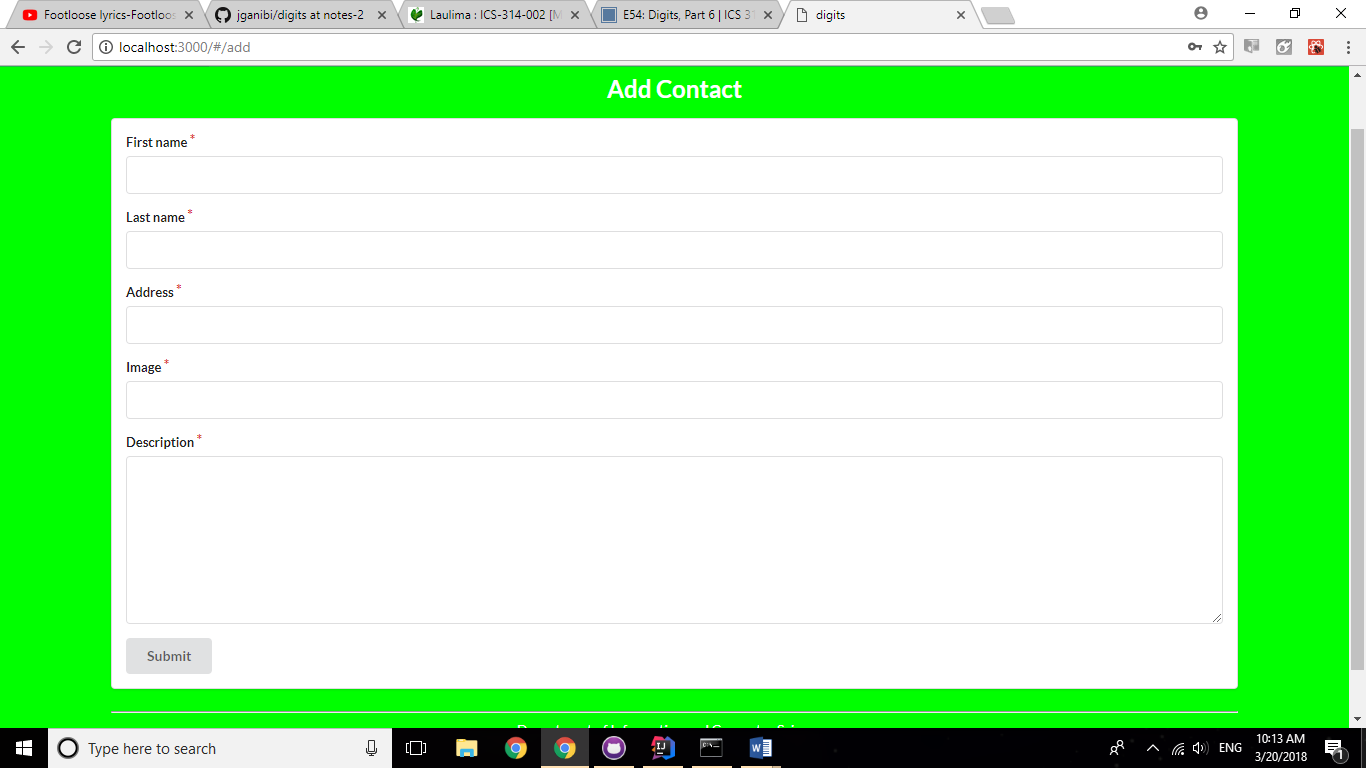 Footloose lyrics-Footloos
jganibi/digits at notes-2
Laulima : ICS-314-002 [M
E54: Digits, Part 6 | ICS 31
digits
localhost:3000/#/add
Add Contact
First name *
Last name *
Address *
Image *
Description *
Submit
Type here to search
ENG
10:13 AM
3/20/2018
1